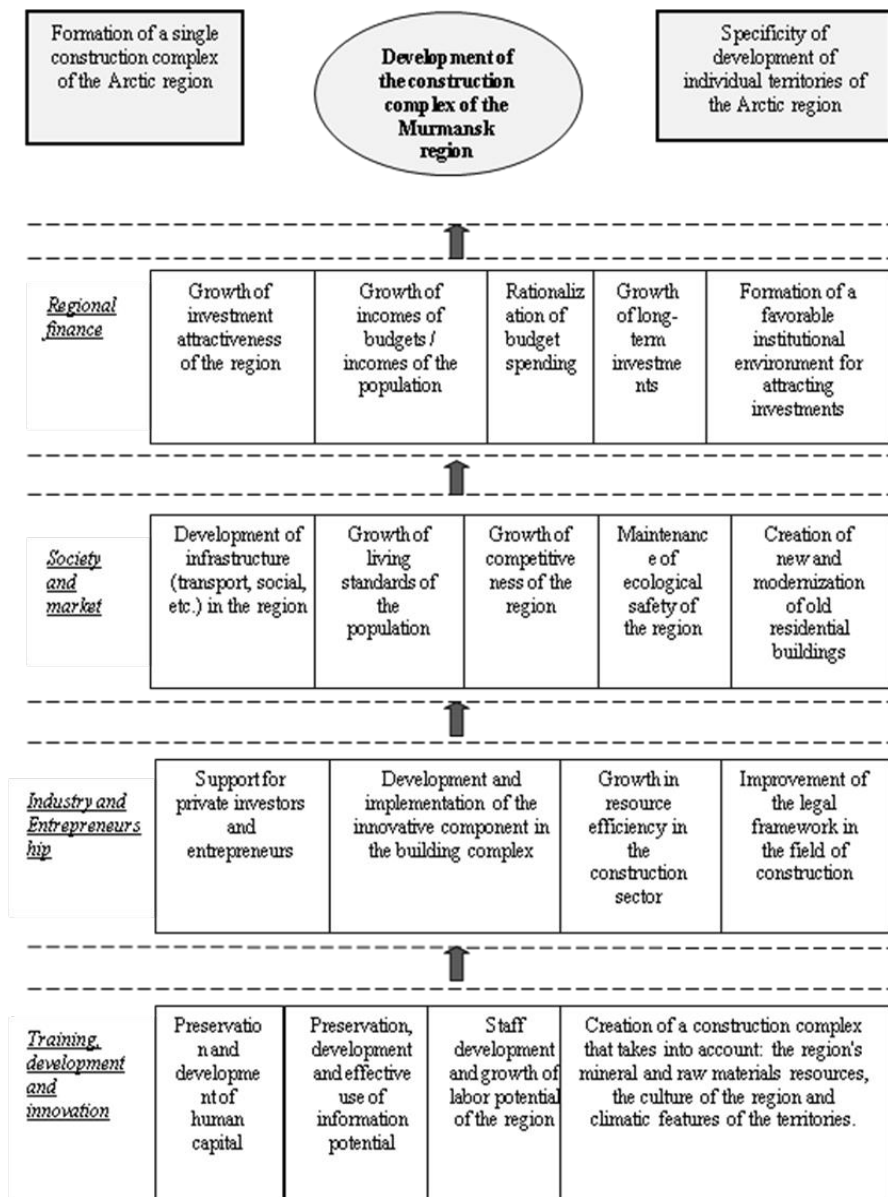 Formation of a single
construction complex
of the Arctic region
Development of
the construction
complex of the
Murmansk
region
Specificity of
development of
individual territories of
the Arctic region
Regional
finance
Growth of
investment
attractiveness
of the region
Growth of
incomes of
budgets /
incomes of the
population
Rationaliz
ation of
budget
spending
Growth
of long-
term
investme
nts
Formation of a
favorable
institutional
environment for
attracting
investments
Society
and
market
Development of
infrastructure
(transport, social,
etc.) in the region
Growth of
living
standards of
the
population
Growth of
competitive
ness of the
region
Maintenanc
e of
ecological
safety of
the region
Creation of
new and
modernization
of old
residential
buildings
Industry and
Entrepreneurs
hip
Support for
private investors
and
entrepreneurs
Development and
implementation of the
innovative component in
the building complex
Growth in
resource
efficiency in
the
construction
sector
Improvement of
the legal
framework in
the field of
construction
Training,
development
and
innovation
Preservatio
n and
developme
nt of
human
capital
Preservation,
development
and effective
use of
information
potential
Staff
development
and growth of
labor potential
of the region
Creation of a construction complex
that takes into account: the region's
mineral and raw materials resources,
the culture of the region and
climatic features of the territories.